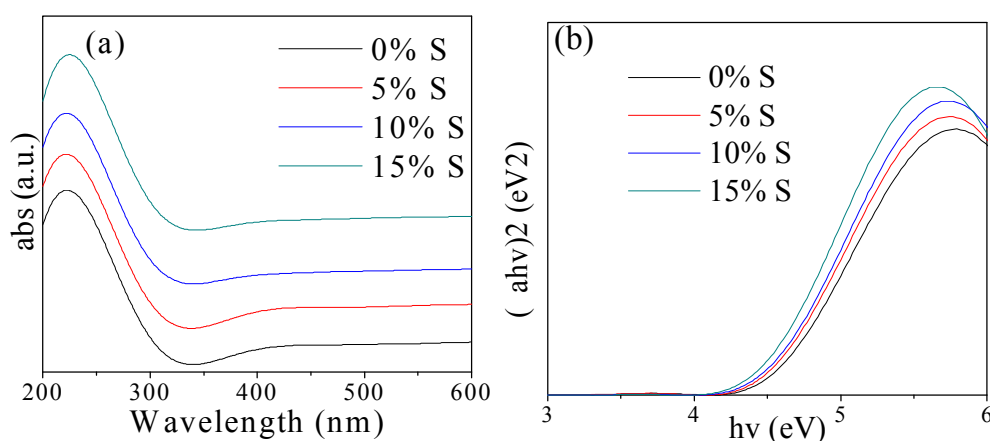 (a)
0% S
5% S
10% S
15% S
abs (a.u.)
200 300 400 500 600
Wavelength (nm)
(b)
0% S
5% S
10% S
15% S
( ahv)2 (eV2)
3 4 5 6
hv (eV)